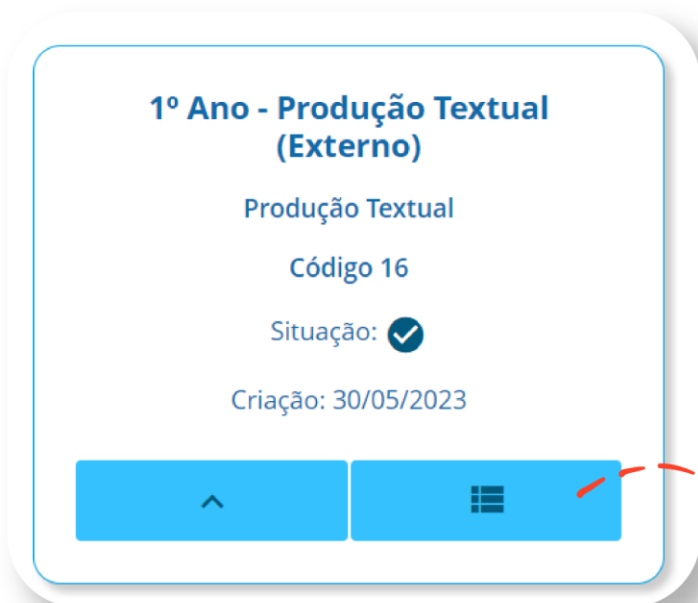 1º Ano - Produção Textual
(Externo)
Produção Textual
Código 16
Situação:
Criação: 30/05/2023